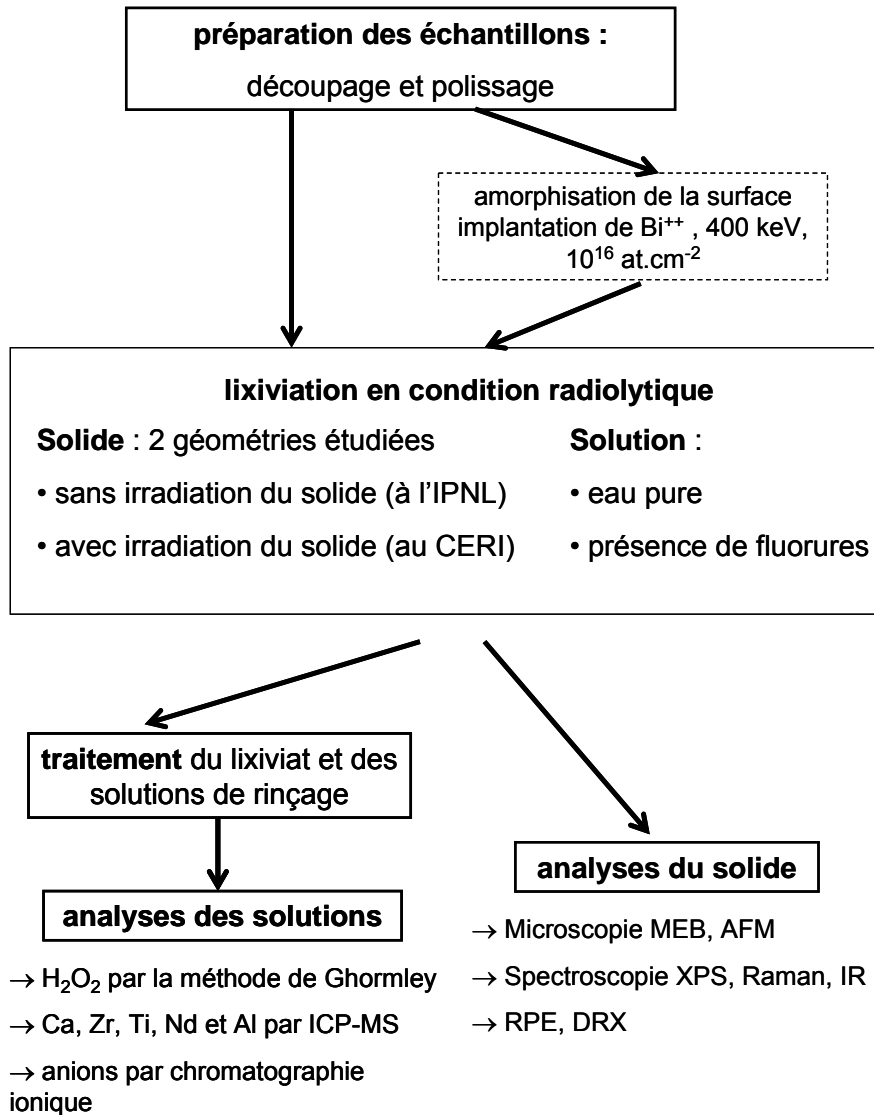 préparation des échantillons :
découpage et polissage
amorphisation de la surface
implantation de Bi⁺⁺ , 400 keV,
10¹⁶ at.cm⁻²
lixiviation en condition radiolytique
Solide : 2 géométries étudiées
• sans irradiation du solide (à l'IPNL)
• avec irradiation du solide (au CERI)
Solution :
• eau pure
• présence de fluorures
traitement du lixiviat et des
solutions de rinçage
analyses des solutions
→ H₂O₂ par la méthode de Ghormley
→ Ca, Zr, Ti, Nd et Al par ICP-MS
→ anions par chromatographie
ionique
analyses du solide
→ Microscopie MEB, AFM
→ Spectroscopie XPS, Raman, IR
→ RPE, DRX